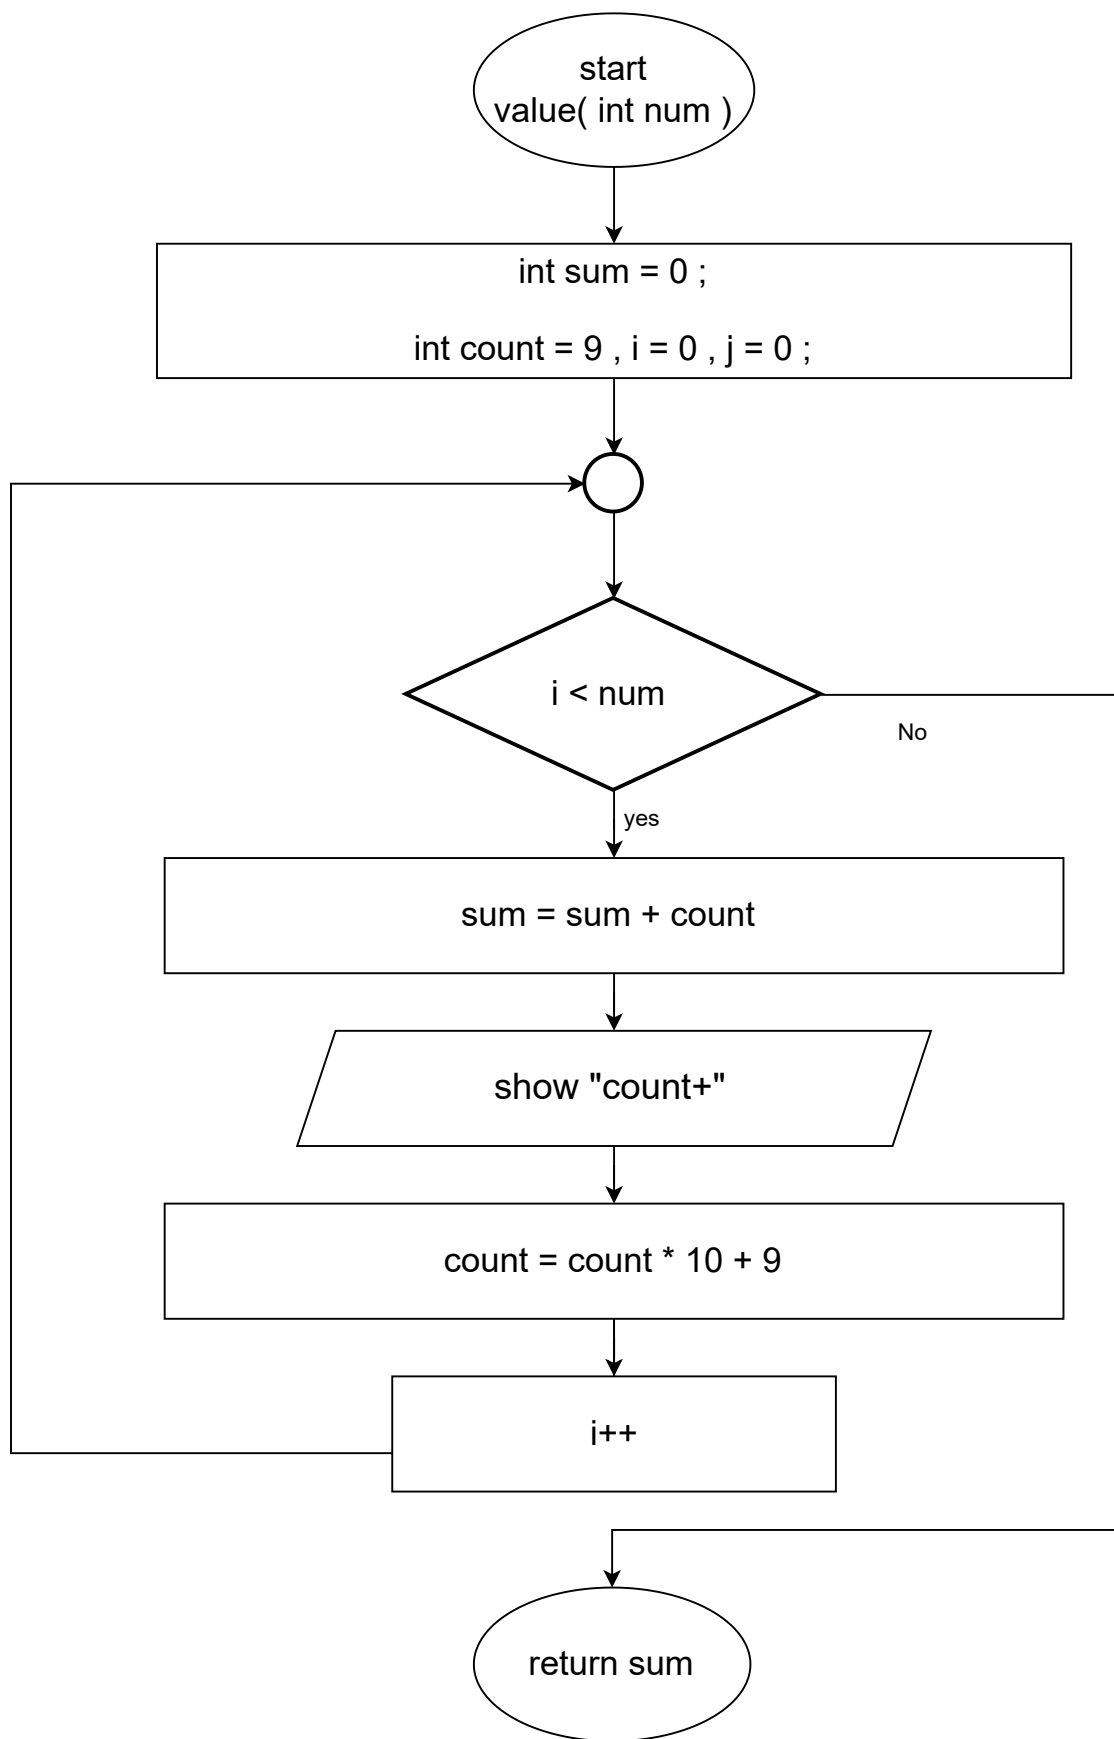 start
value( int num )
int sum = 0 ;
int count = 9 , i = 0 , j = 0 ;
i < num
No
yes
sum = sum + count
show "count+"
count = count * 10 + 9
i++
return sum